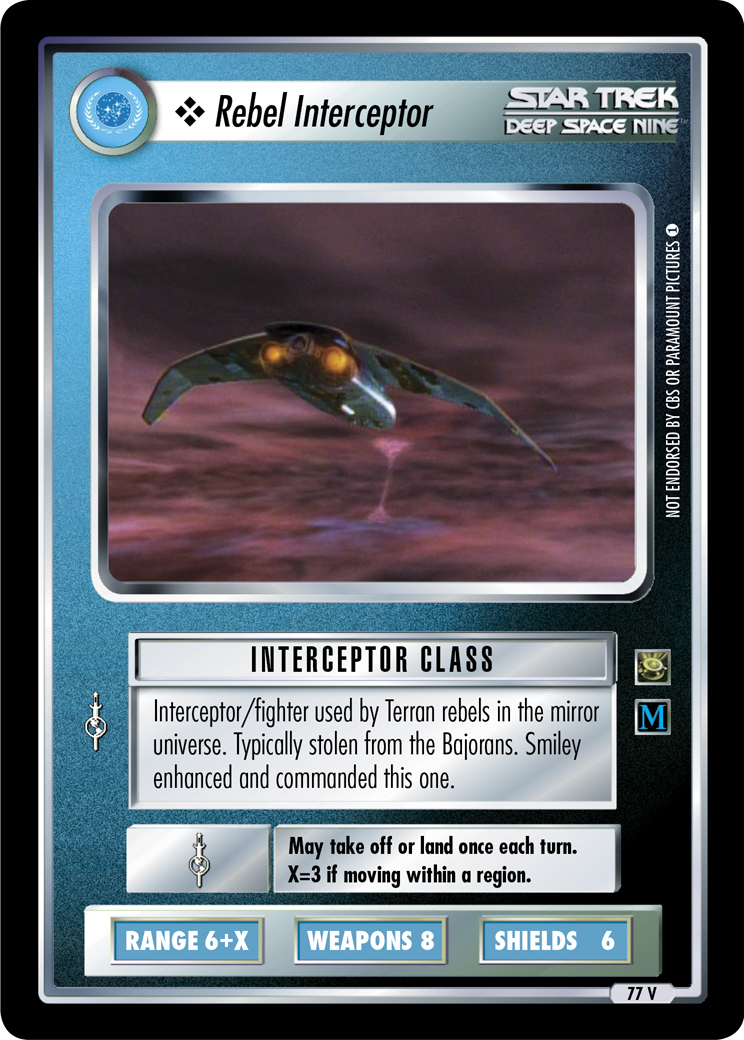 ❖ Rebel Interceptor
STAR TREK
DEEP SPACE NINE™
NOT ENDORSED BY CBS OR PARAMOUNT PICTURES 1
INTERCEPTOR CLASS
Interceptor/fighter used by Terran rebels in the mirror
universe. Typically stolen from the Bajorans. Smiley
enhanced and commanded this one.
M
May take off or land once each turn.
X=3 if moving within a region.
RANGE 6+X
WEAPONS 8
SHIELDS 6
77 V